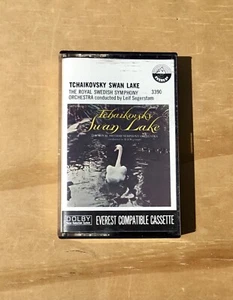 TCHAIKOVSKY SWAN LAKE
THE ROYAL SWEDISH SYMPHONY 3390
ORCHESTRA conducted by Leif Segerstam
Tchaikovsky
Swan Lake
DOLBY
EVEREST COMPATIBLE CASSETTE